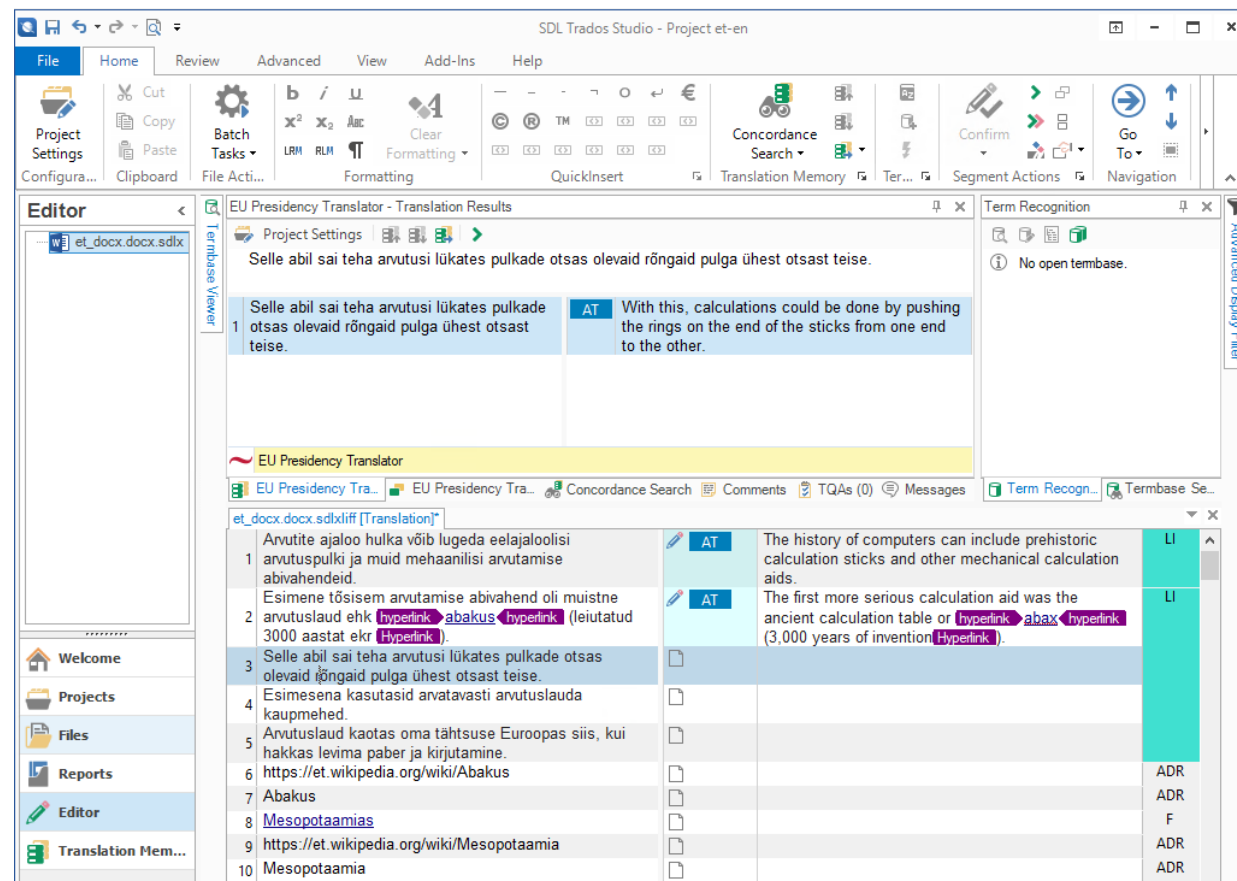 SDL Trados Studio - Project et-en
File Home Review Advanced View Add-Ins Help
Project Settings
Configura...
Cut
Copy
Paste
Clipboard
Batch Tasks
File Acti...
b i u
x² x₂ ABC
LRM RLM ¶
Clear Formatting
Formatting
— – - ¬ O ↵ €
© ® TM
QuickInsert
Concordance Search
Translation Memory
Ter...
Confirm
Segment Actions
Go To
Navigation
Editor
et_docx.docx.sdlx
Termbase Viewer
EU Presidency Translator - Translation Results
Project Settings
Selle abil sai teha arvutusi lükates pulkade otsas olevaid rõngaid pulga ühest otsast teise.
1
Selle abil sai teha arvutusi lükates pulkade
otsas olevaid rõngaid pulga ühest otsast
teise.
AT
With this, calculations could be done by pushing
the rings on the end of the sticks from one end
to the other.
EU Presidency Translator
EU Presidency Tra... EU Presidency Tra... Concordance Search Comments TQAs (0) Messages
Term Recognition
No open termbase.
Term Recogn... Termbase Se...
Advanced Display Filter
et_docx.docx.sdlxliff [Translation]*
1
Arvutite ajaloo hulka võib lugeda eelajaloolisi
arvutuspulki ja muid mehaanilisi arvutamise
abivahendeid.
AT
The history of computers can include prehistoric
calculation sticks and other mechanical calculation
aids.
LI
2
Esimene tõsisem arvutamise abivahend oli muistne
arvutuslaud ehk hyperlink abakus hyperlink (leiutatud
3000 aastat ekr Hyperlink ).
AT
The first more serious calculation aid was the
ancient calculation table or hyperlink abax hyperlink
(3,000 years of invention Hyperlink ).
LI
3
Selle abil sai teha arvutusi lükates pulkade otsas
olevaid rõngaid pulga ühest otsast teise.
4
Esimesena kasutasid arvatavasti arvutuslauda
kaupmehed.
5
Arvutuslaud kaotas oma tähtsuse Euroopas siis, kui
hakkas levima paber ja kirjutamine.
6 https://et.wikipedia.org/wiki/Abakus ADR
7 Abakus ADR
8 Mesopotaamias F
9 https://et.wikipedia.org/wiki/Mesopotaamia ADR
10 Mesopotaamia ADR
Welcome
Projects
Files
Reports
Editor
Translation Mem...